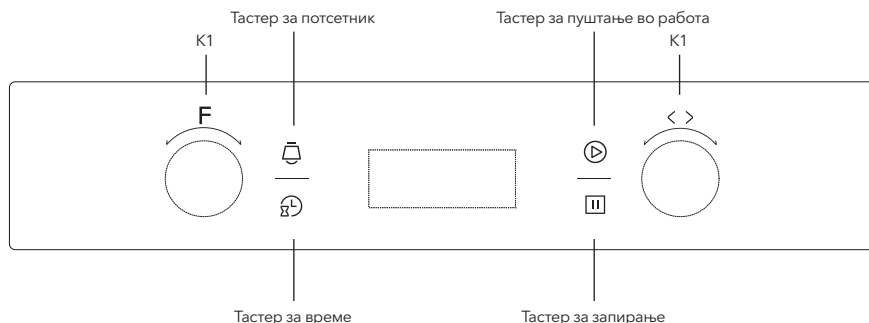 Тастер за потсетник
Тастер за пуштање во работа
K1
K1
F
Тастер за време
Тастер за запирање